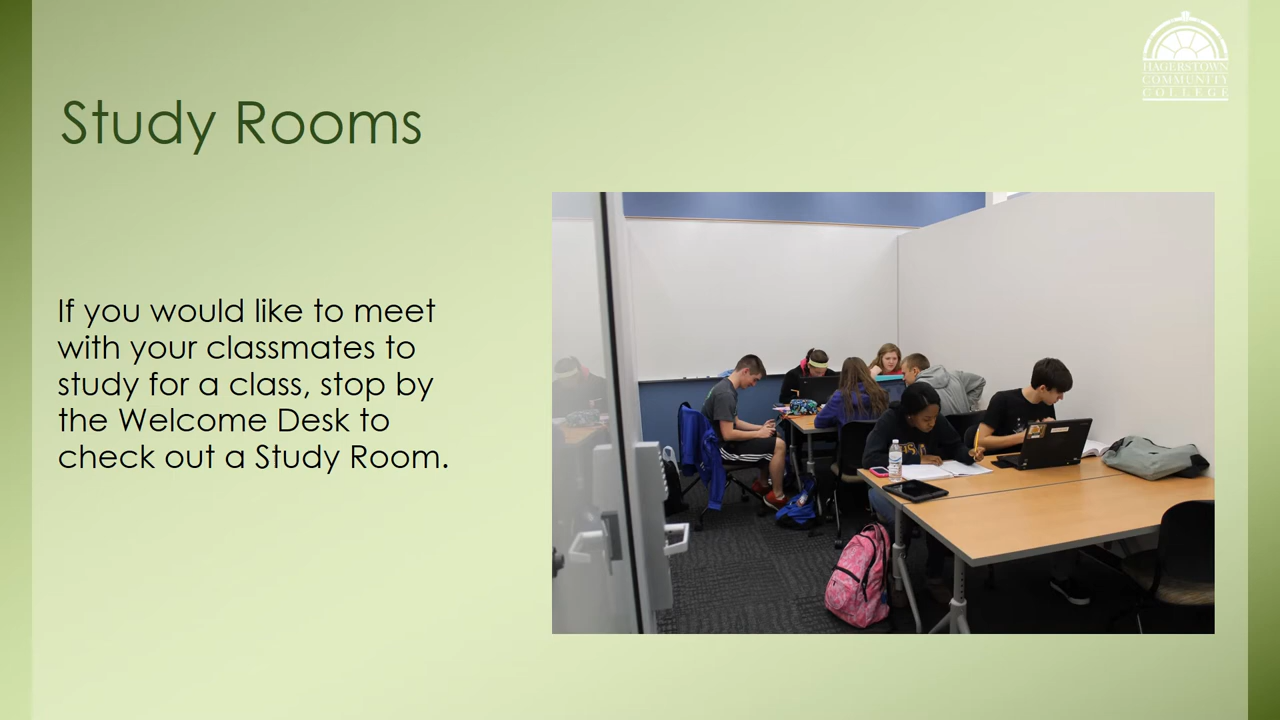 HAGERSTOWN
COMMUNITY
COLLEGE
Study Rooms
If you would like to meet
with your classmates to
study for a class, stop by
the Welcome Desk to
check out a Study Room.